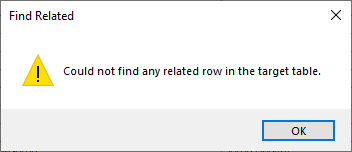 Find Related
Could not find any related row in the target table.
OK